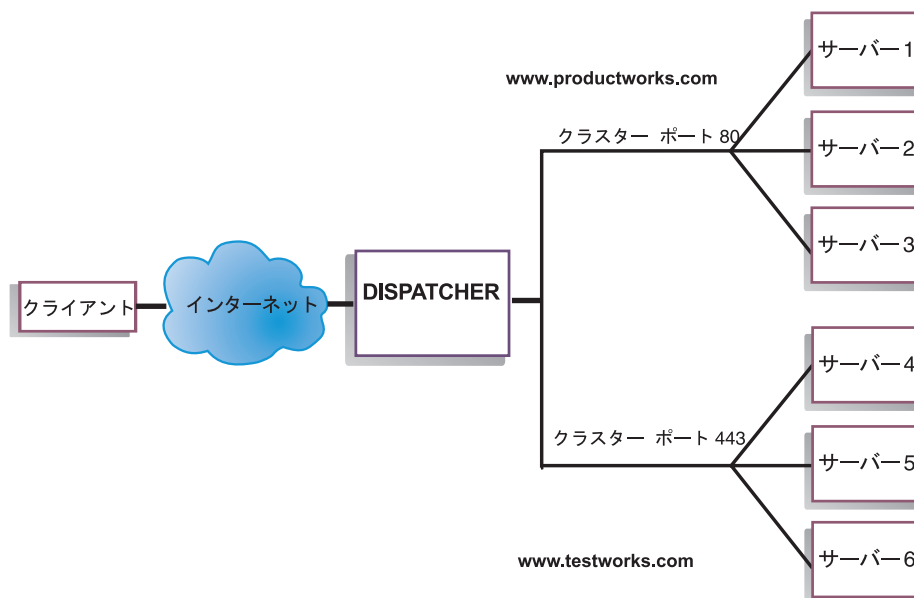 サーバー1
www.productworks.com
クラスター ポート 80
サーバー2
サーバー3
クライアント
インターネット
DISPATCHER
サーバー4
クラスター ポート 443
サーバー5
www.testworks.com
サーバー6